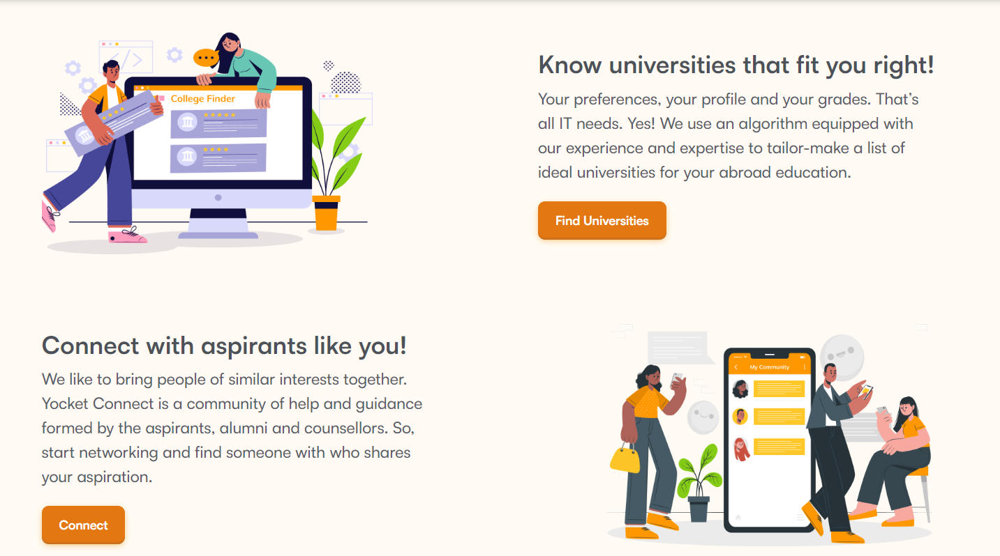 </>
College Finder
Know universities that fit you right!
Your preferences, your profile and your grades. That’s
all IT needs. Yes! We use an algorithm equipped with
our experience and expertise to tailor-make a list of
ideal universities for your abroad education.
Find Universities
Connect with aspirants like you!
We like to bring people of similar interests together.
Yocket Connect is a community of help and guidance
formed by the aspirants, alumni and counsellors. So,
start networking and find someone with who shares
your aspiration.
Connect
My Community